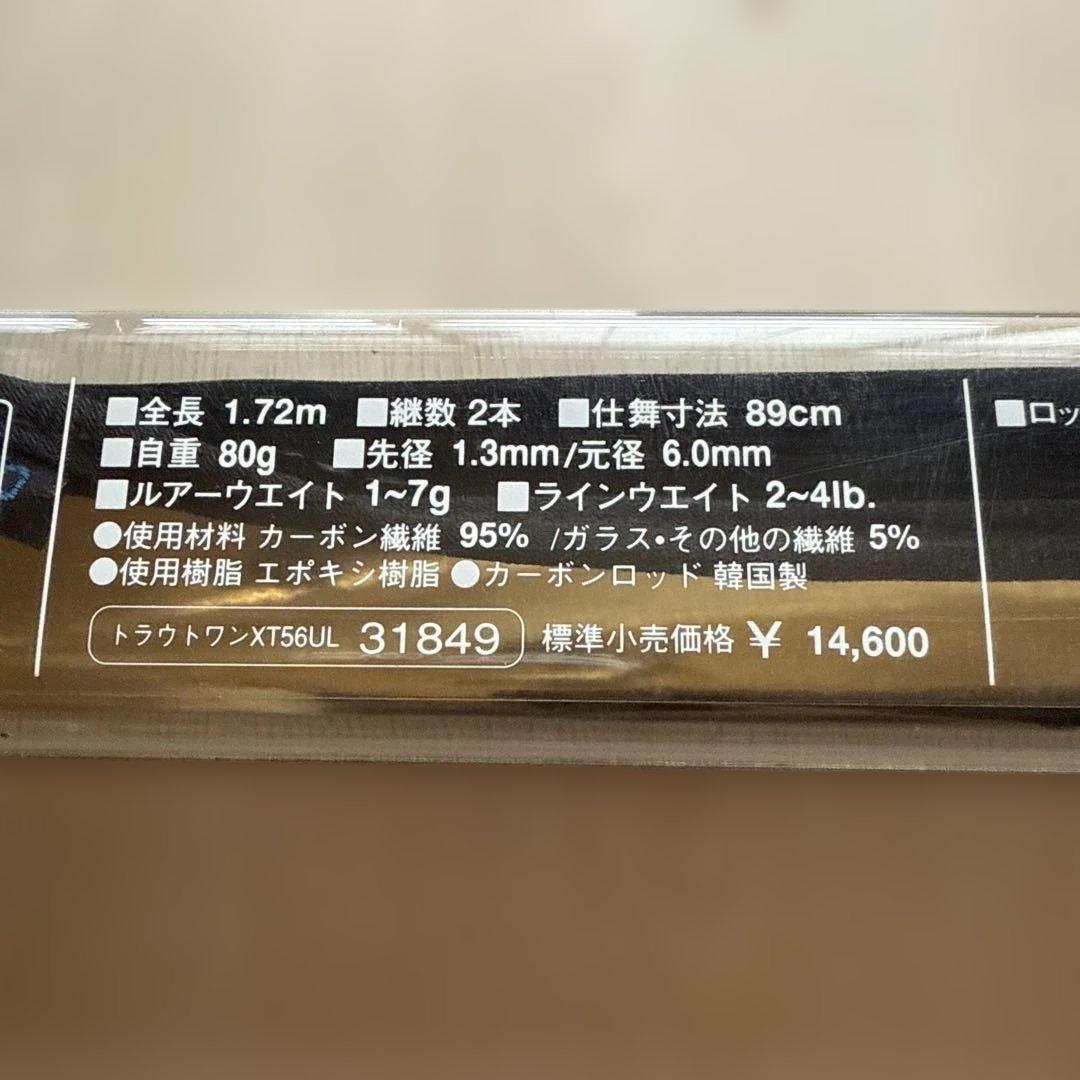 ■全長 1.72m ■継数 2本 ■仕舞寸法 89cm
■自重 80g ■先径 1.3mm/元径 6.0mm
■ルアーウエイト 1~7g ■ラインウエイト 2~4lb.
●使用材料 カーボン繊維 95% /ガラス・その他の繊維 5%
●使用樹脂 エポキシ樹脂 ●カーボンロッド 韓国製
トラウトワンXT56UL 31849 標準小売価格 ¥ 14,600
■ロッ